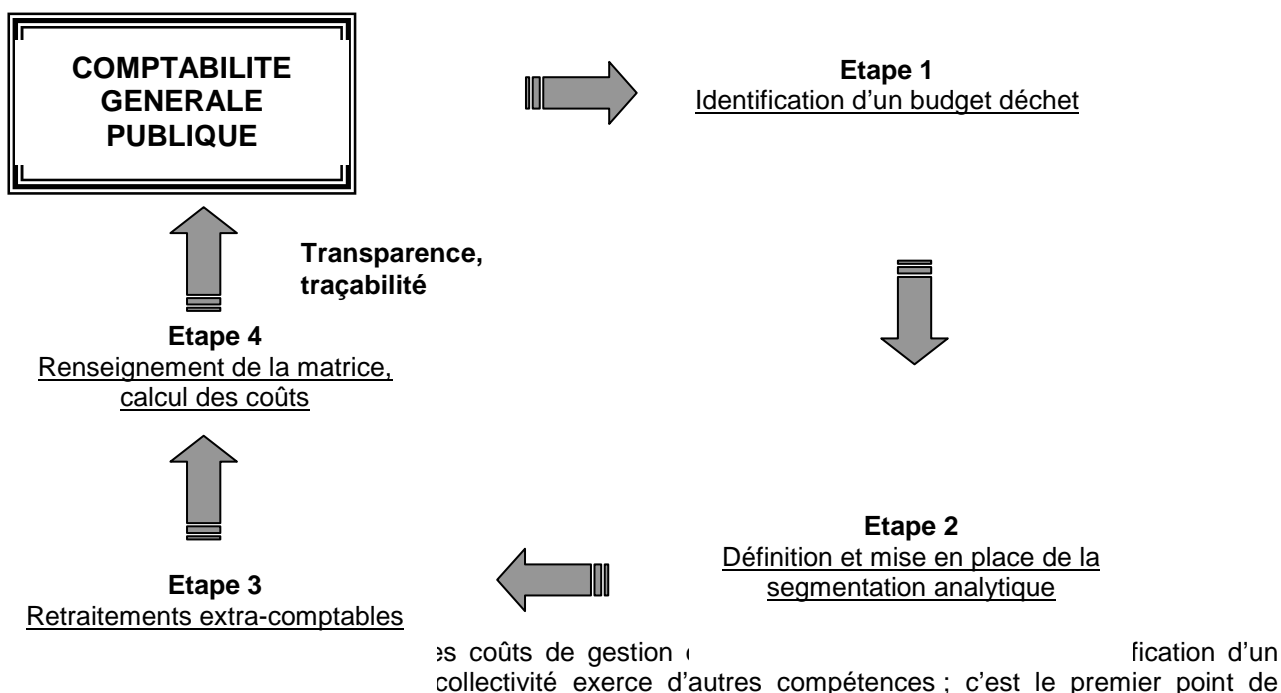 COMPTABILITE
GENERALE
PUBLIQUE
Etape 1
Identification d'un budget déchet
Transparence,
traçabilité
Etape 4
Renseignement de la matrice,
calcul des coûts
Etape 2
Définition et mise en place de la
segmentation analytique
Etape 3
Retraitements extra-comptables
coûts de gestion d'un
collectivité exerce d'autres compétences ; c'est le premier point de